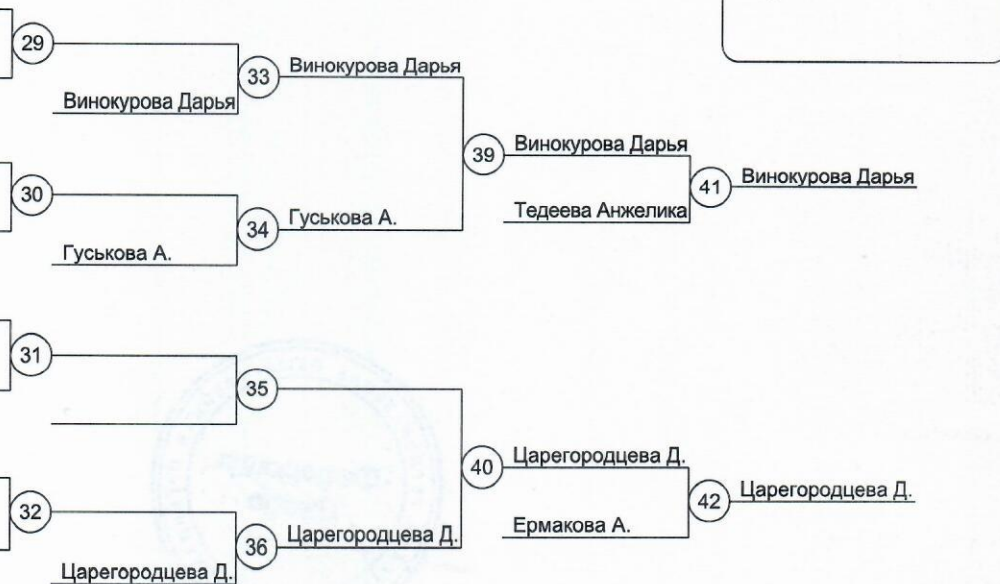 29
33
Винокурова Дарья
Винокурова Дарья
39
Винокурова Дарья
41
Винокурова Дарья
30
34
Гуськова А.
Тедеева Анжелика
Гуськова А.
31
35
40
Царегородцева Д.
42
Царегородцева Д.
32
36
Царегородцева Д.
Ермакова А.
Царегородцева Д.